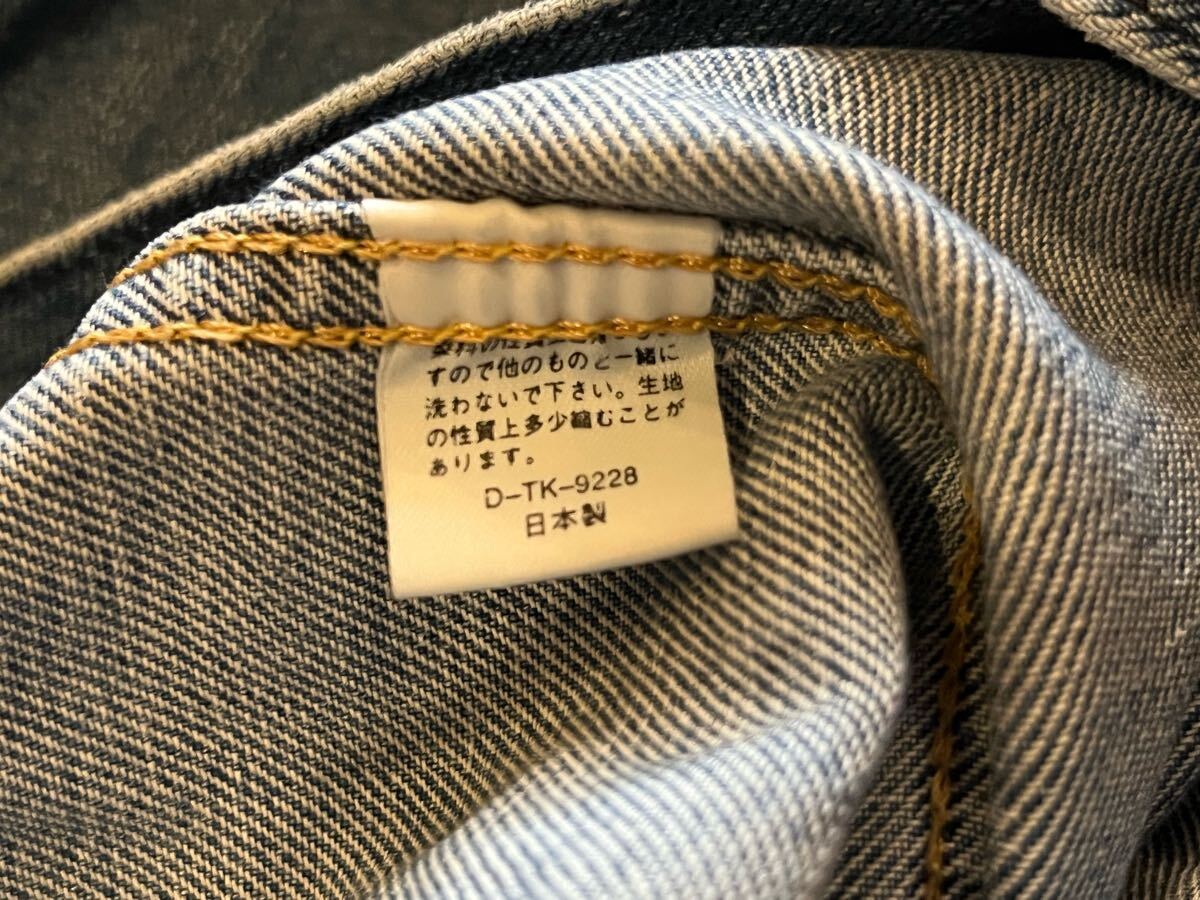 すので他のものと一緒に
洗わないで下さい。生地
の性質上多少縮むことが
あります。
D-TK-9228
日本製